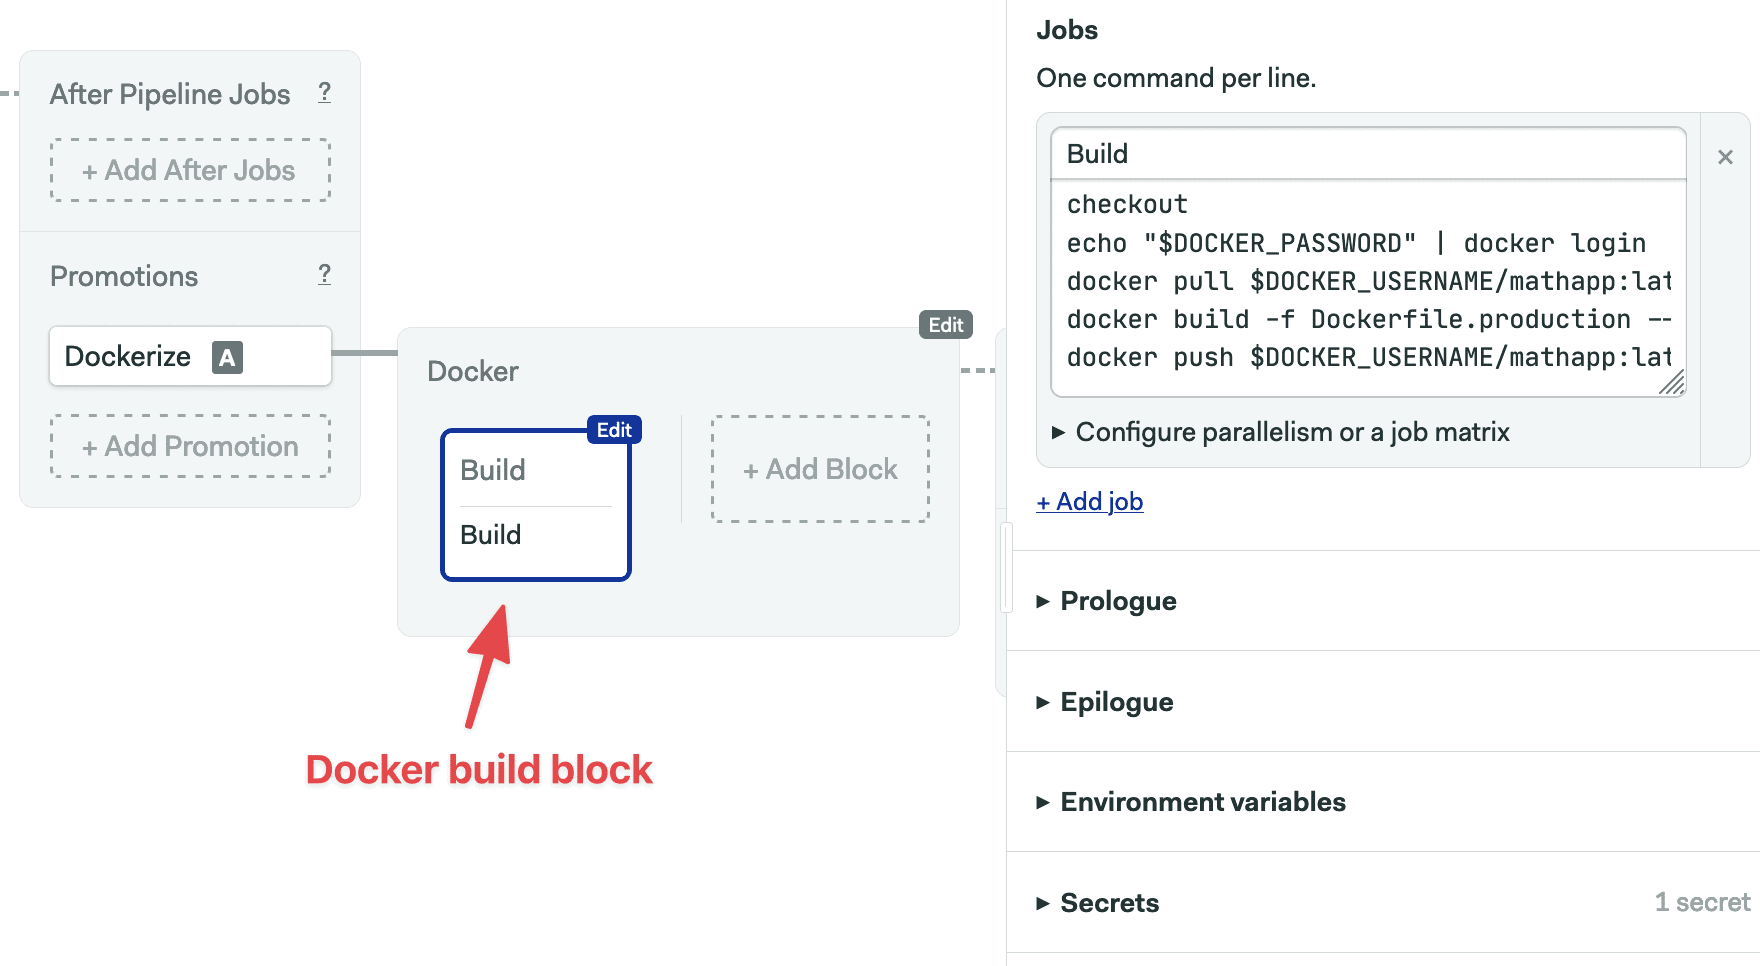 After Pipeline Jobs ?
+ Add After Jobs
Promotions ?
Dockerize A
+ Add Promotion
Edit
Docker
Edit
Build
Build
+ Add Block
Docker build block
Jobs
One command per line.
Build
×
checkout
echo "$DOCKER_PASSWORD" | docker login
docker pull $DOCKER_USERNAME/mathapp:lat
docker build -f Dockerfile.production --
docker push $DOCKER_USERNAME/mathapp:lat
▶ Configure parallelism or a job matrix
+ Add job
▶ Prologue
▶ Epilogue
▶ Environment variables
▶ Secrets 1 secret